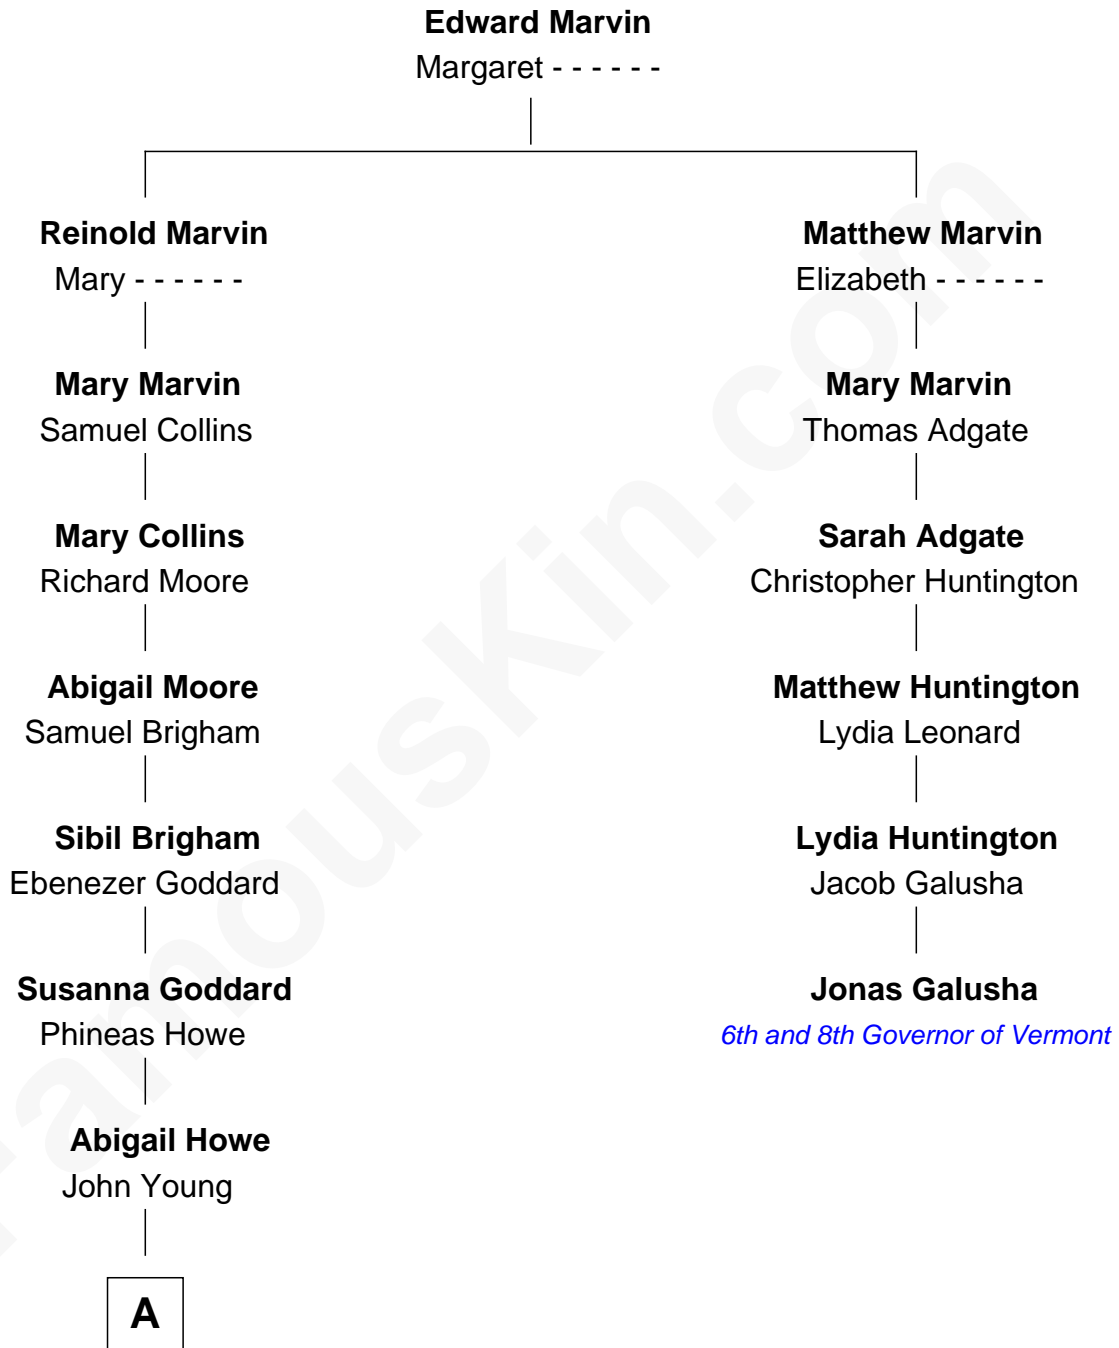 Edward Marvin
Margaret - - - - - -
Reinold Marvin
Mary - - - - - -
Mary Marvin
Samuel Collins
Mary Collins
Richard Moore
Abigail Moore
Samuel Brigham
Sibil Brigham
Ebenezer Goddard
Susanna Goddard
Phineas Howe
Abigail Howe
John Young
A
Matthew Marvin
Elizabeth - - - - - -
Mary Marvin
Thomas Adgate
Sarah Adgate
Christopher Huntington
Matthew Huntington
Lydia Leonard
Lydia Huntington
Jacob Galusha
Jonas Galusha
6th and 8th Governor of Vermont
FamousKin.com